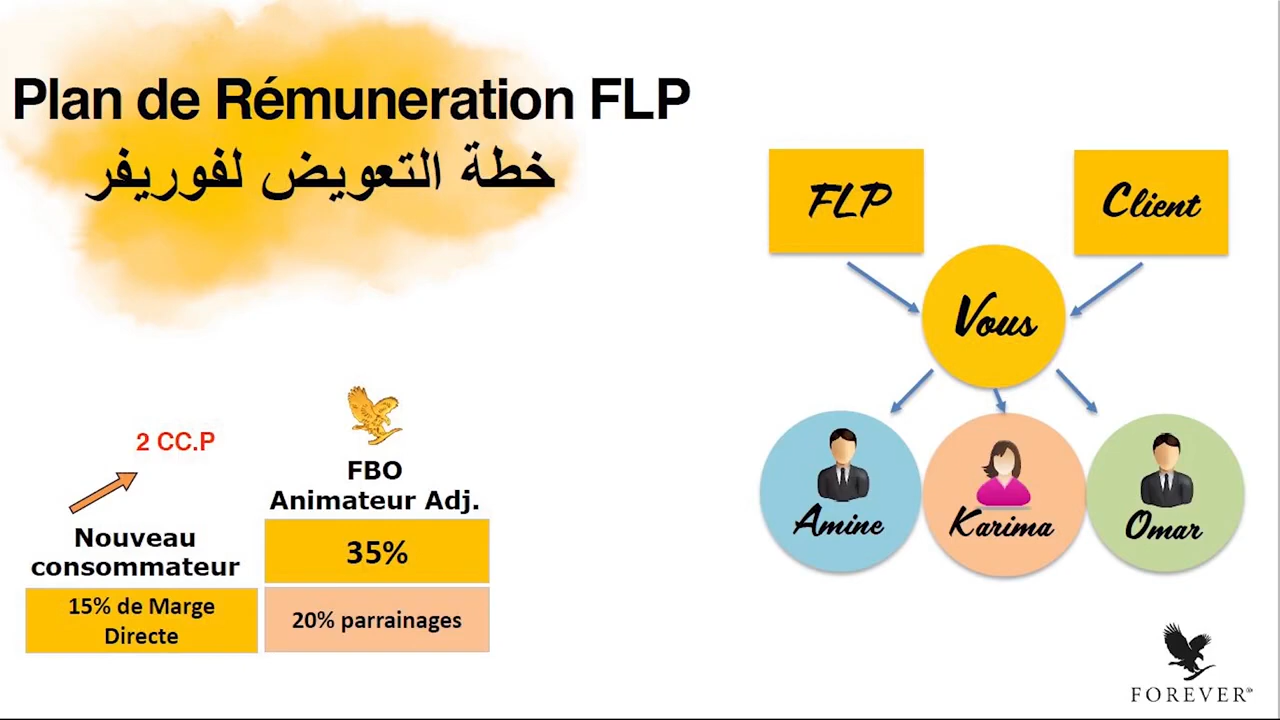 Plan de Rémuneration FLP
خطة التعويض لفوريفر
FLP
Client
Vous
Amine
Karima
Omar
2 CC.P
FBO
Animateur Adj.
35%
20% parrainages
Nouveau
consommateur
15% de Marge
Directe
FOREVER®